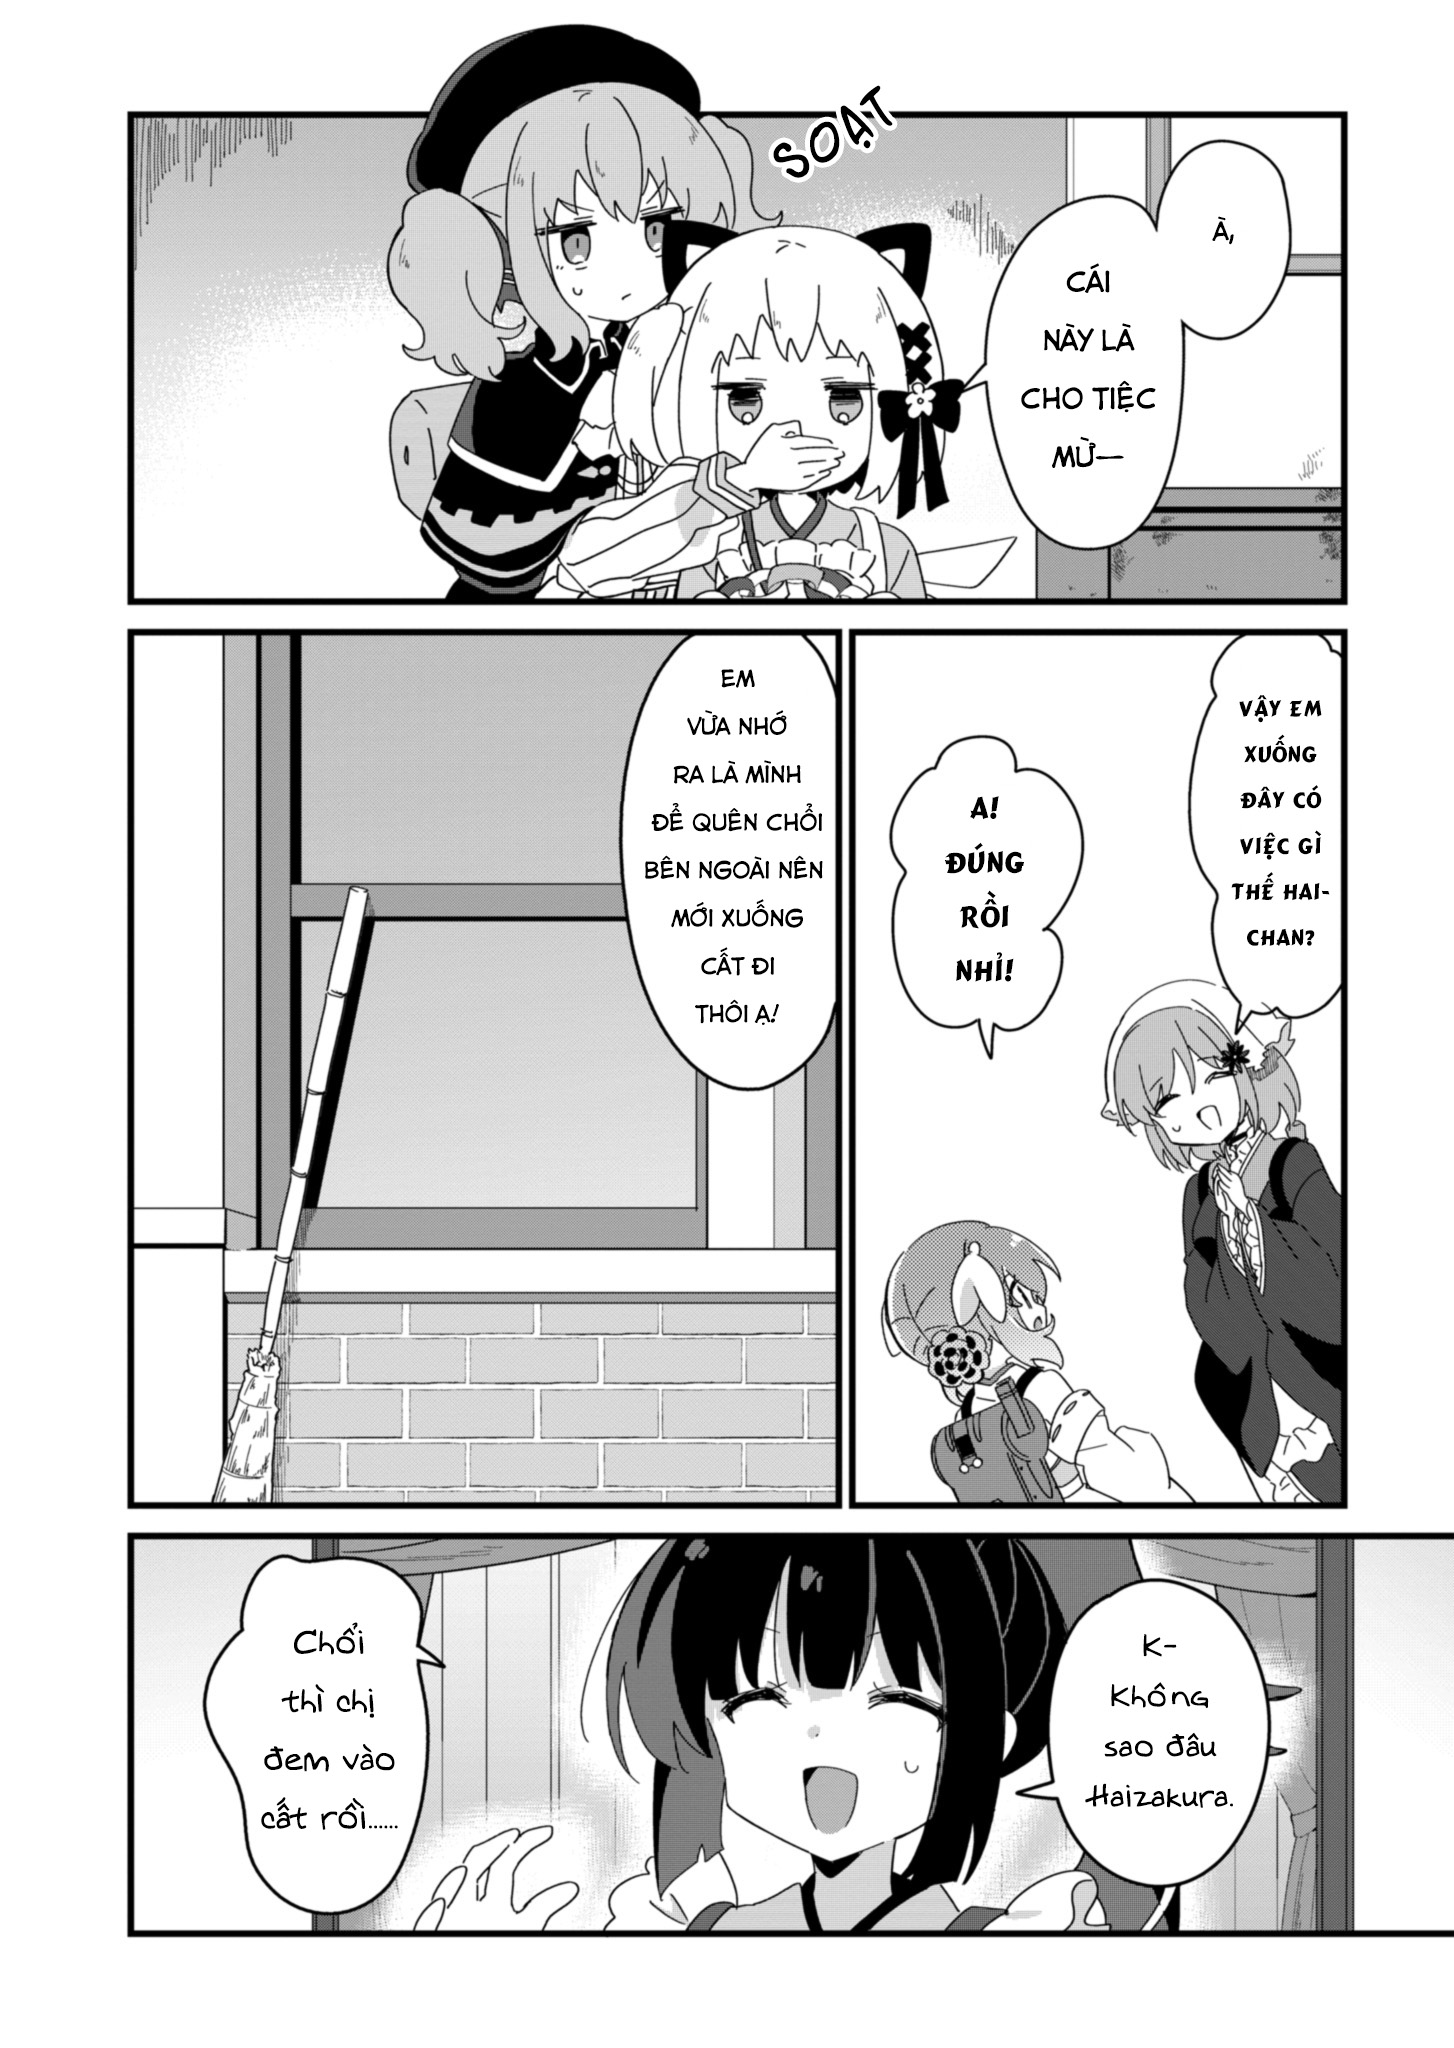 À,
CÁI
NÀY LÀ
CHO TIỆC
MỪ—
SOẠT
VẬY EM
XUỐNG
ĐÂY CÓ
VIỆC GÌ
THẾ HAI-
CHAN?
A!
ĐÚNG
RỒI
NHỈ!
EM
VỪA NHỚ
RA LÀ MÌNH
ĐỂ QUÊN CHỔI
BÊN NGOÀI NÊN
MỚI XUỐNG
CẤT ĐI
THÔI Ạ!
K-
Không
sao đâu
Haizakura.
Chổi
thì chị
đem vào
cất rồi......